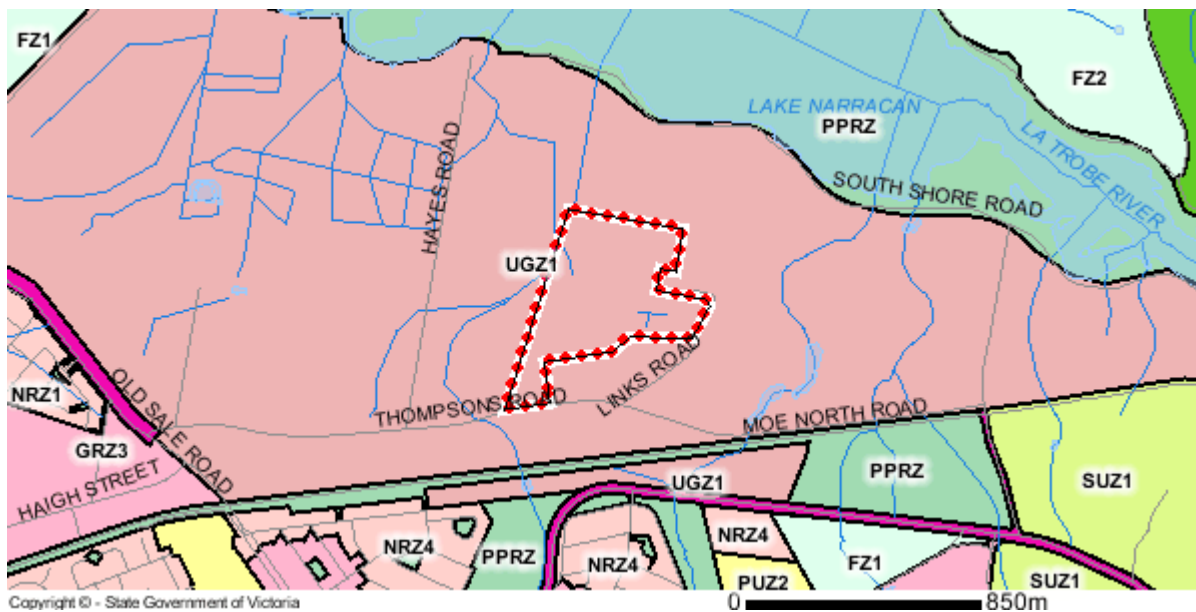 FZ1
LAKE NARRACAN
FZ2
PPRZ
LA TROBE RIVER
HAYES ROAD
SOUTH SHORE ROAD
UGZ1
NRZ1
OLD SALE ROAD
THOMPSONS ROAD
LINKS ROAD
MOE NORTH ROAD
GRZ3
HAIGH STREET
UGZ1
PPRZ
SUZ1
NRZ4
PPRZ
NRZ4
NRZ4
FZ1
PUZ2
SUZ1
Copyright © - State Government of Victoria
0 850m